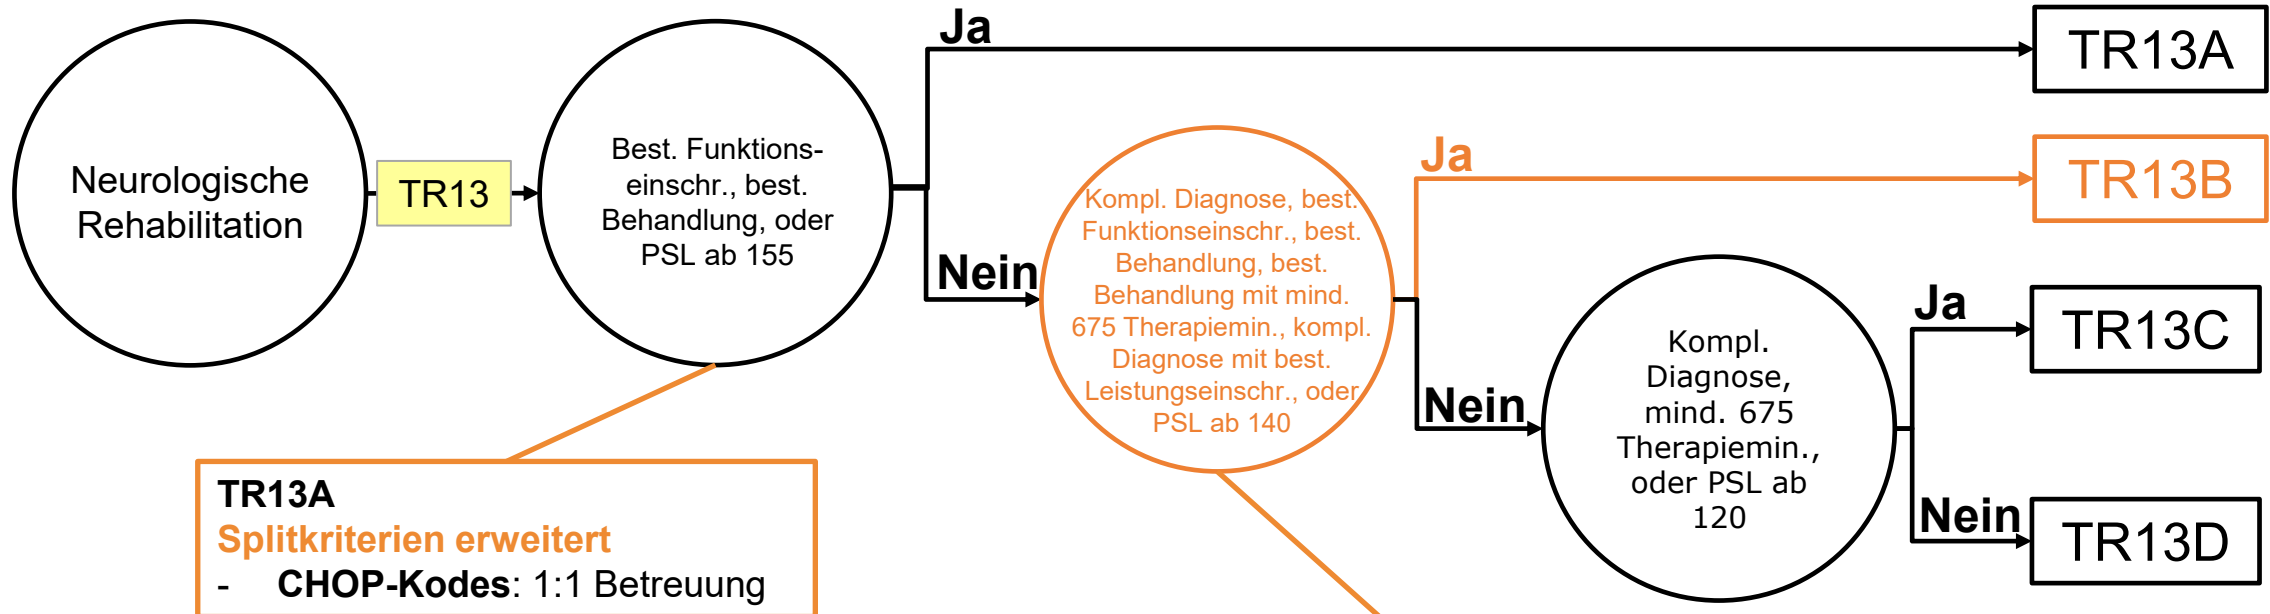 Neurologische
Rehabilitation
TR13
Best. Funktions-
einschr., best.
Behandlung, oder
PSL ab 155
Ja
TR13A
Nein
Kompl. Diagnose, best.
Funktionseinschr., best.
Behandlung, best.
Behandlung mit mind.
675 Therapiemin., kompl.
Diagnose mit best.
Leistungseinschr., oder
PSL ab 140
Ja
TR13B
Nein
Kompl.
Diagnose,
mind. 675
Therapiemin.,
oder PSL ab
120
Ja
TR13C
Nein
TR13D
TR13A
Splitkriterien erweitert
- CHOP-Kodes: 1:1 Betreuung